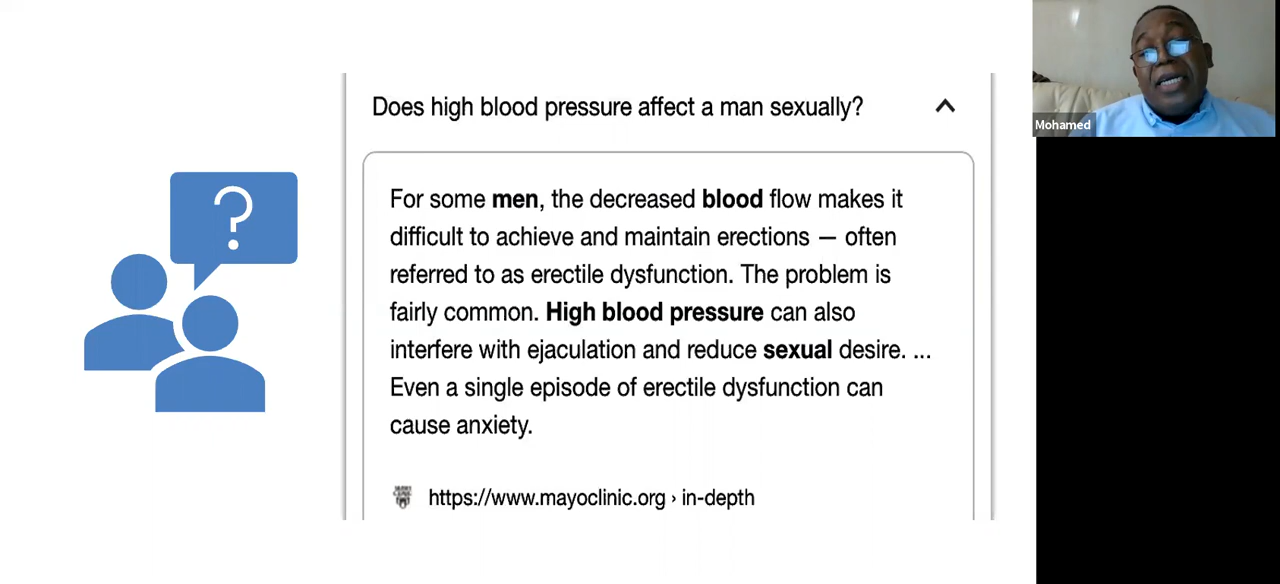 Does high blood pressure affect a man sexually?
For some men, the decreased blood flow makes it
difficult to achieve and maintain erections — often
referred to as erectile dysfunction. The problem is
fairly common. High blood pressure can also
interfere with ejaculation and reduce sexual desire. ...
Even a single episode of erectile dysfunction can
cause anxiety.
https://www.mayoclinic.org › in-depth
?
Mohamed